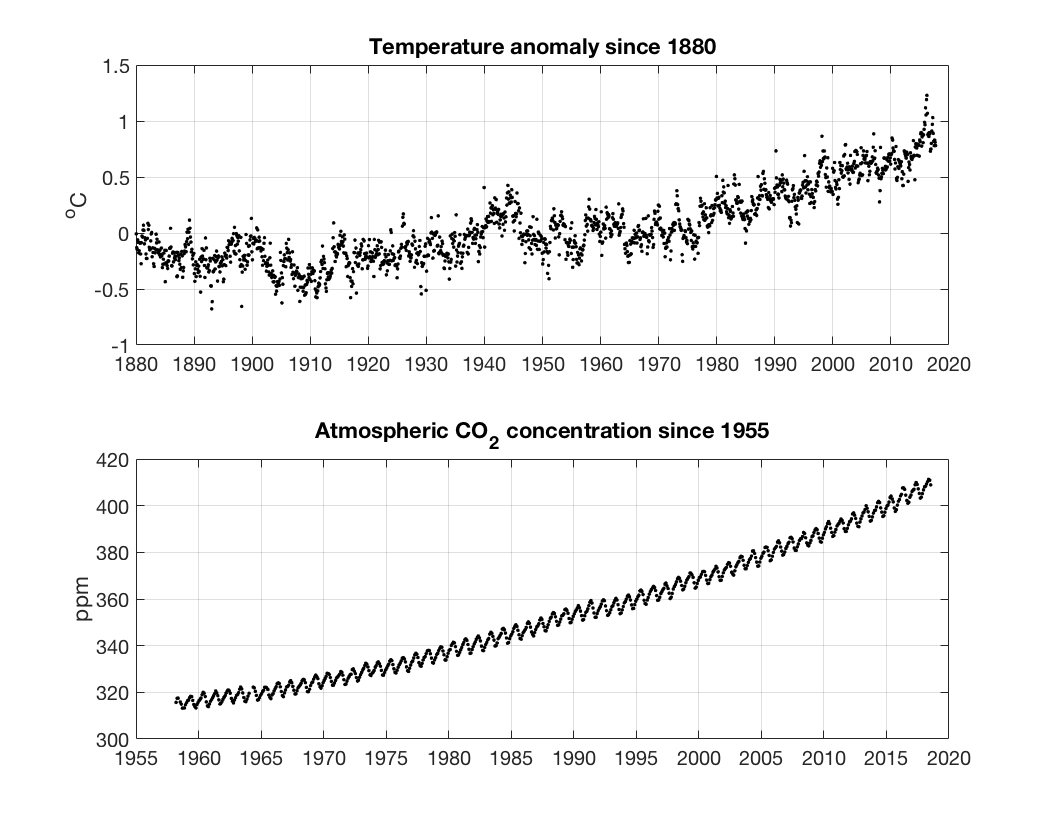 Temperature anomaly since 1880
1.5
1
0.5
0
-0.5
-1
°C
1880 1890 1900 1910 1920 1930 1940 1950 1960 1970 1980 1990 2000 2010 2020
Atmospheric CO₂ concentration since 1955
420
400
380
360
340
320
300
ppm
1955 1960 1965 1970 1975 1980 1985 1990 1995 2000 2005 2010 2015 2020